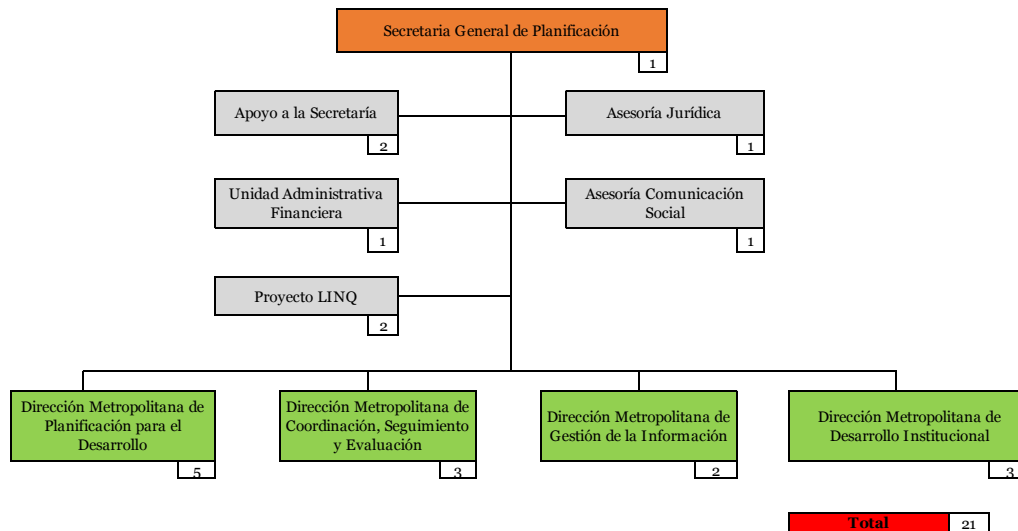 Secretaria General de Planificación
1
Apoyo a la Secretaría
2
Asesoría Jurídica
1
Unidad Administrativa
Financiera
1
Asesoría Comunicación
Social
1
Proyecto LINQ
2
Dirección Metropolitana de
Planificación para el
Desarrollo
5
Dirección Metropolitana de
Coordinación, Seguimiento
y Evaluación
3
Dirección Metropolitana de
Gestión de la Información
2
Dirección Metropolitana de
Desarrollo Institucional
3
Total 21